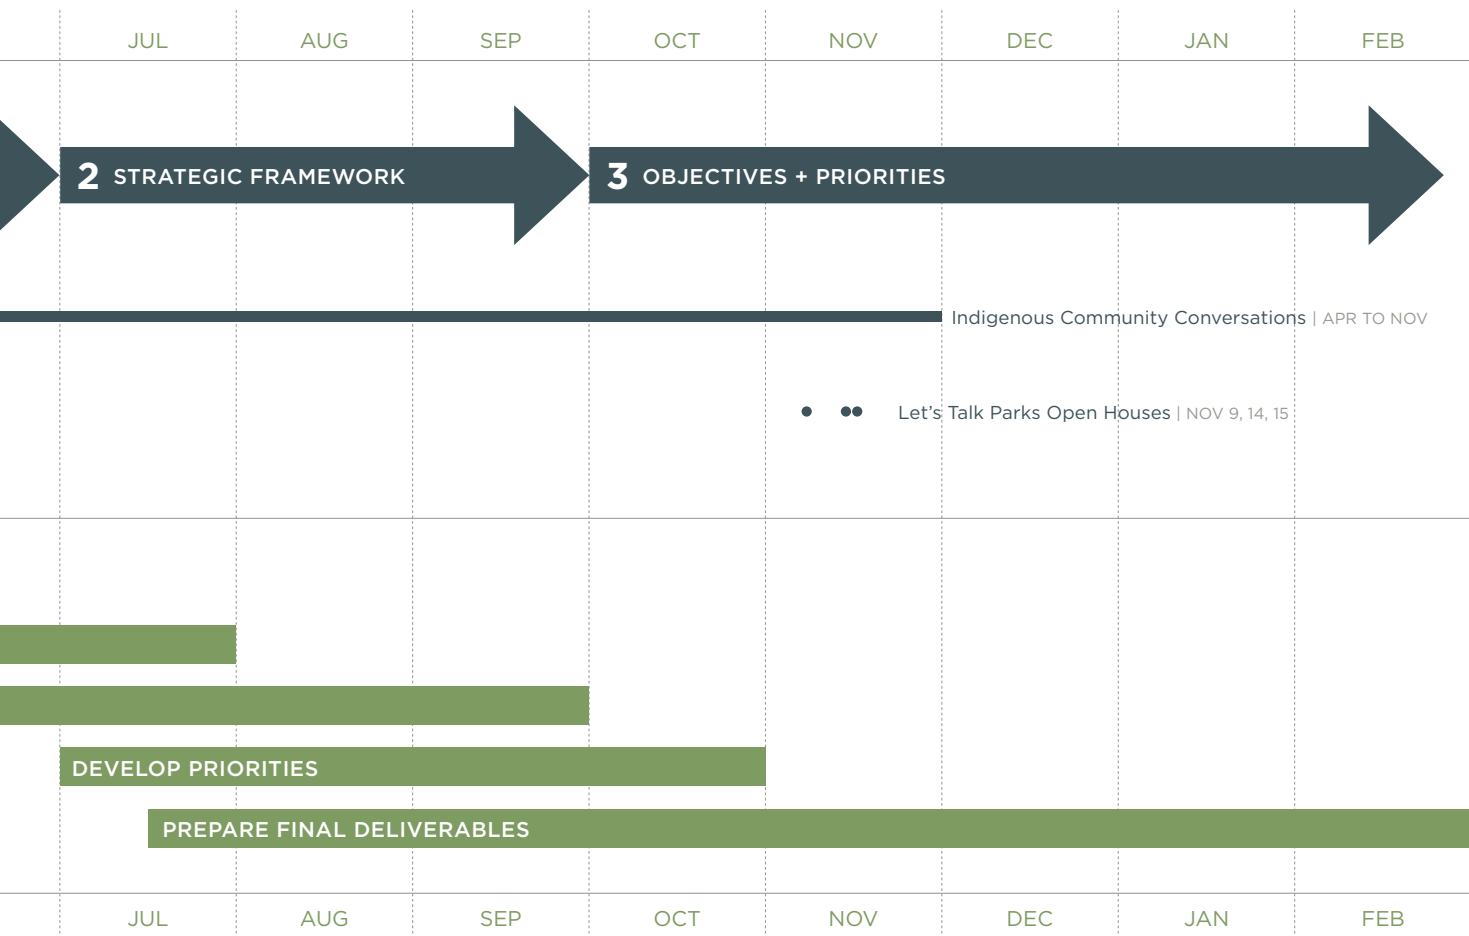 JUL AUG SEP OCT NOV DEC JAN FEB
2 STRATEGIC FRAMEWORK
3 OBJECTIVES + PRIORITIES
Indigenous Community Conversations | APR TO NOV
Let’s Talk Parks Open Houses | NOV 9, 14, 15
DEVELOP PRIORITIES
PREPARE FINAL DELIVERABLES
JUL AUG SEP OCT NOV DEC JAN FEB